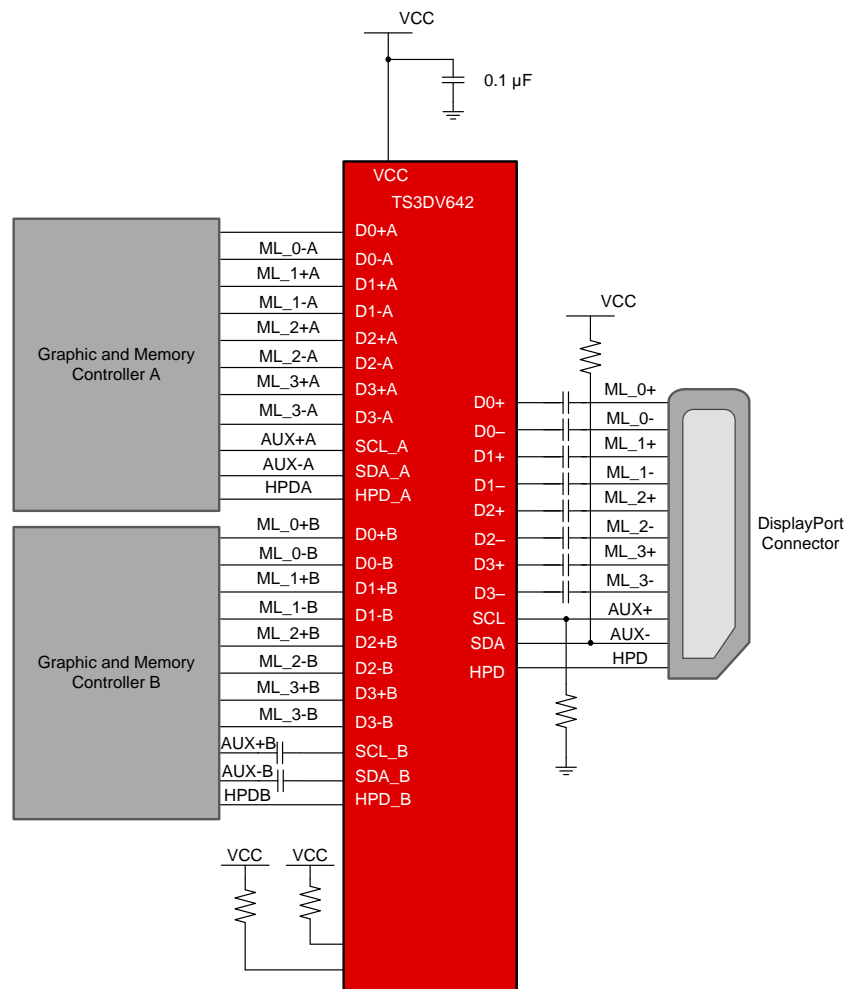 VCC
0.1 µF
VCC
TS3DV642
Graphic and Memory
Controller A
ML_0-A
ML_1+A
ML_1-A
ML_2+A
ML_2-A
ML_3+A
ML_3-A
AUX+A
AUX-A
HPDA
D0+A
D0-A
D1+A
D1-A
D2+A
D2-A
D3+A
D3-A
SCL_A
SDA_A
HPD_A
Graphic and Memory
Controller B
ML_0+B
ML_0-B
ML_1+B
ML_1-B
ML_2+B
ML_2-B
ML_3+B
ML_3-B
AUX+B
AUX-B
HPDB
D0+B
D0-B
D1+B
D1-B
D2+B
D2-B
D3+B
D3-B
SCL_B
SDA_B
HPD_B
VCC
VCC
VCC
D0+
D0–
D1+
D1–
D2+
D2–
D3+
D3–
SCL
SDA
HPD
ML_0+
ML_0-
ML_1+
ML_1-
ML_2+
ML_2-
ML_3+
ML_3-
AUX+
AUX-
HPD
DisplayPort
Connector